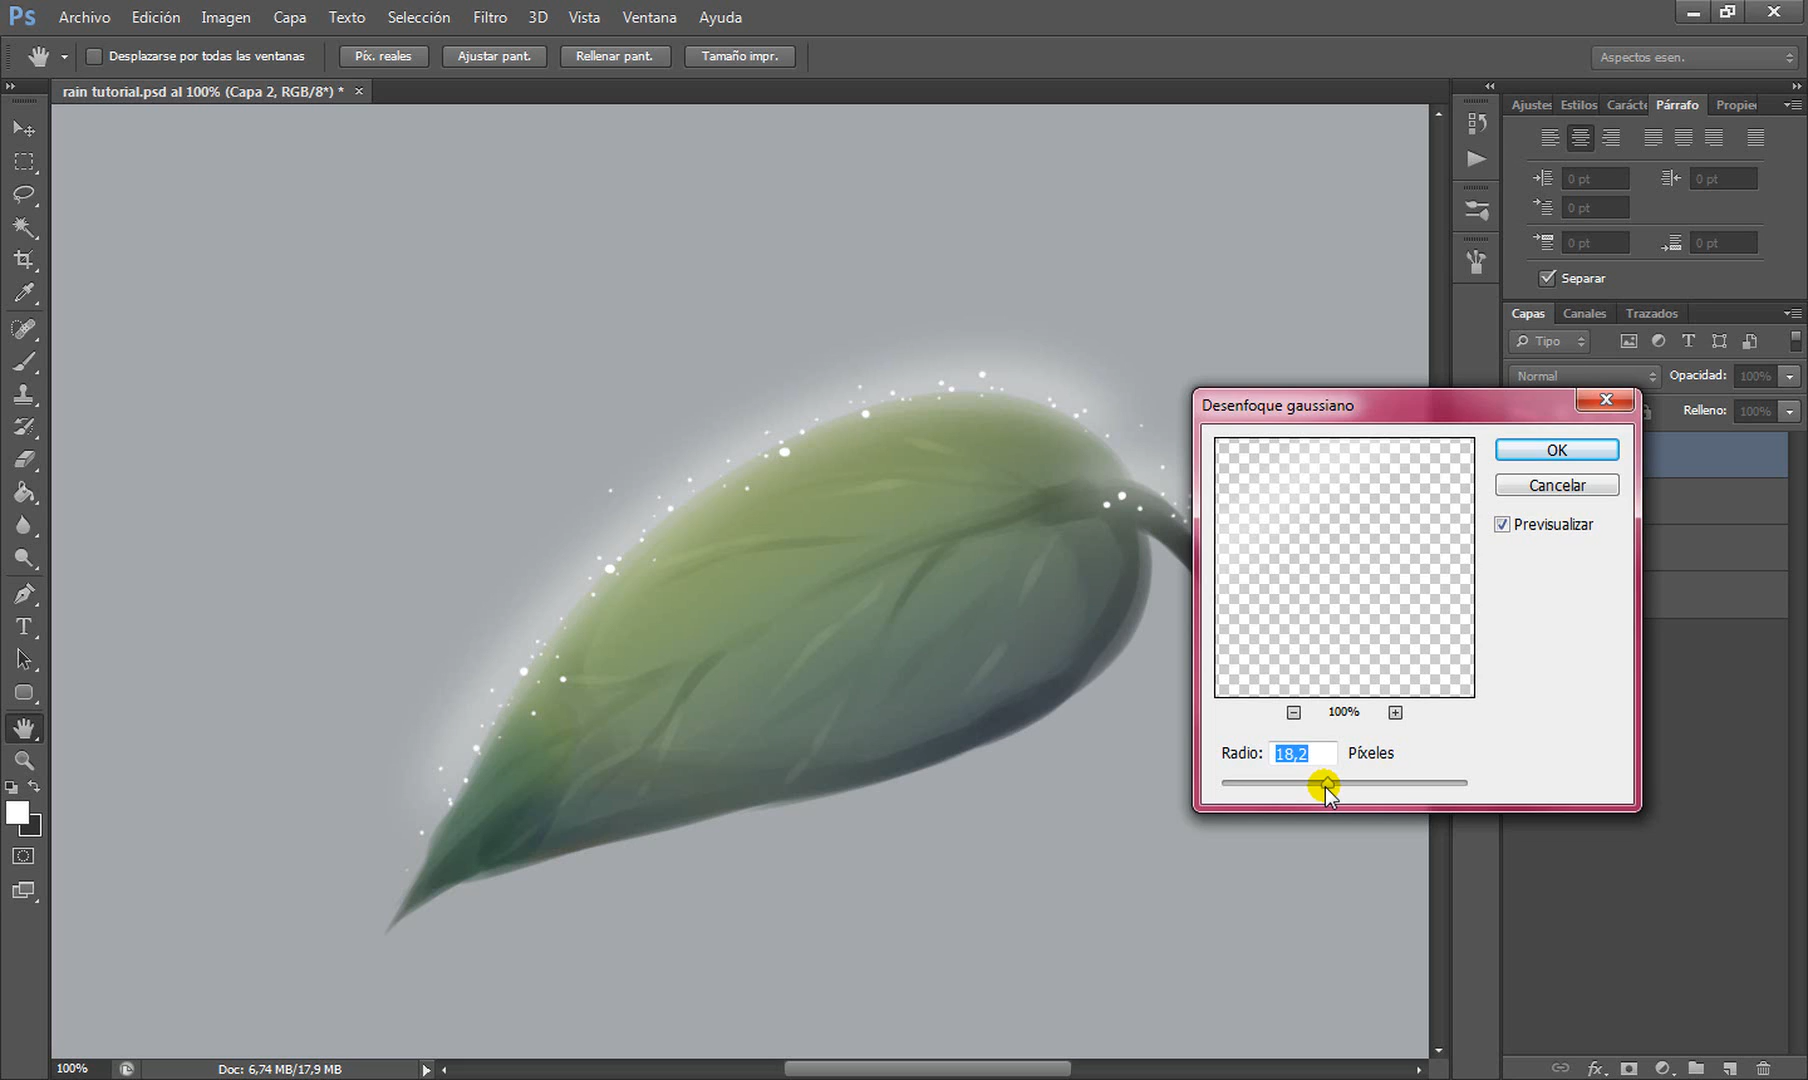 Ps Archivo Edición Imagen Capa Texto Selección Filtro 3D Vista Ventana Ayuda
Desplazarse por todas las ventanas Píx. reales Ajustar pant. Rellenar pant. Tamaño impr. Aspectos esen.
rain tutorial.psd al 100% (Capa 2, RGB/8*) *
Ajustes Estilos Carácte Párrafo Propie
0 pt 0 pt
0 pt
0 pt 0 pt
Separar
Capas Canales Trazados
Tipo
Normal Opacidad: 100%
Relleno: 100%
Desenfoque gaussiano
OK
Cancelar
Previsualizar
100%
Radio: 18,2 Píxeles
100% Doc: 6,74 MB/17,9 MB